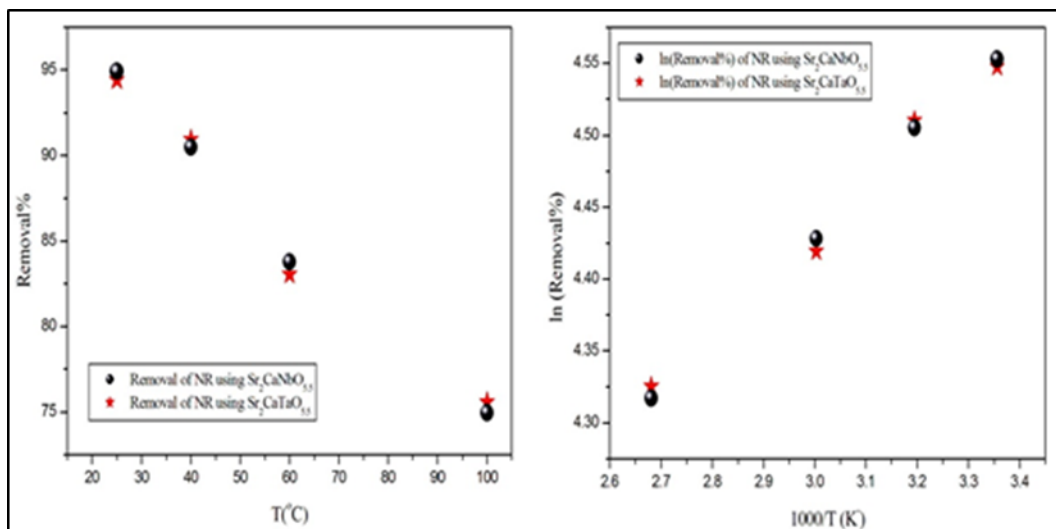 95
90
85
80
75
20 30 40 50 60 70 80 90 100
Removal%
T(°C)
Removal of NR using Sr₂CaNbO₅.₅
Removal of NR using Sr₂CaTaO₅.₅
4.55
4.50
4.45
4.40
4.35
4.30
2.6 2.7 2.8 2.9 3.0 3.1 3.2 3.3 3.4
ln (Removal%)
1000/T (K)
ln(Removal%) of NR using Sr₂CaNbO₅.₅
ln(Removal%) of NR using Sr₂CaTaO₅.₅